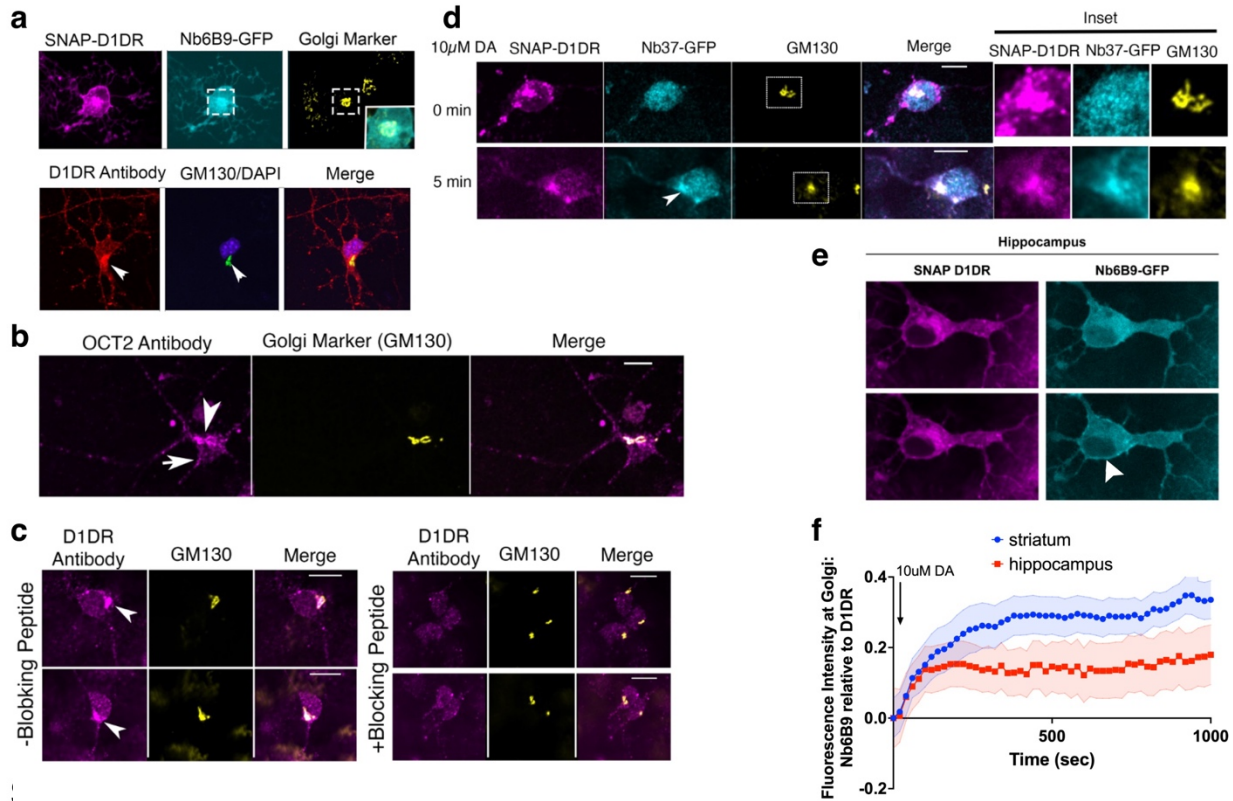 a
SNAP-D1DR Nb6B9-GFP Golgi Marker
D1DR Antibody GM130/DAPI Merge
b
OCT2 Antibody Golgi Marker (GM130) Merge
c
D1DR
Antibody GM130 Merge
-Blobking Peptide
D1DR
Antibody GM130 Merge
+Blocking Peptide
d
Inset
10µM DA SNAP-D1DR Nb37-GFP GM130 Merge SNAP-D1DR Nb37-GFP GM130
0 min
5 min
e
Hippocampus
SNAP D1DR Nb6B9-GFP
f
striatum
hippocampus
10uM DA
Fluorescence Intensity at Golgi:
Nb6B9 relative to D1DR
0.4
0.2
0.0
-0.2
500 1000
Time (sec)